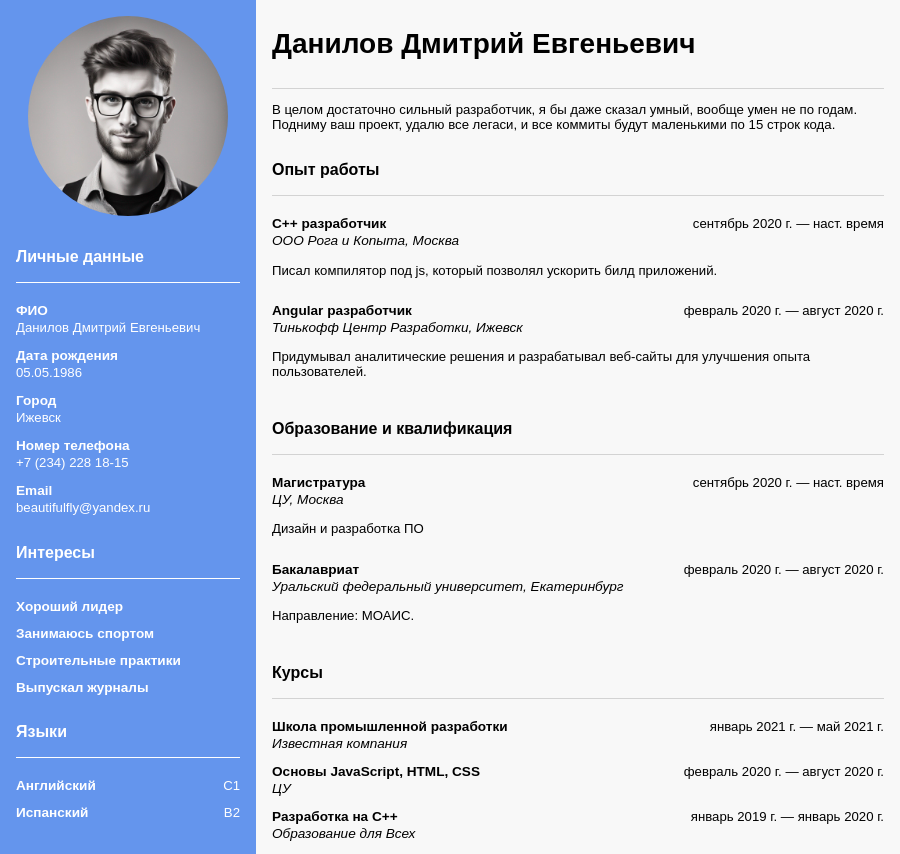 Личные данные
ФИО
Данилов Дмитрий Евгеньевич
Дата рождения
05.05.1986
Город
Ижевск
Номер телефона
+7 (234) 228 18-15
Email
beautifulfly@yandex.ru
Интересы
Хороший лидер
Занимаюсь спортом
Строительные практики
Выпускал журналы
Языки
Английский C1
Испанский B2
Данилов Дмитрий Евгеньевич
В целом достаточно сильный разработчик, я бы даже сказал умный, вообще умен не по годам.
Подниму ваш проект, удалю все легаси, и все коммиты будут маленькими по 15 строк кода.
Опыт работы
C++ разработчик сентябрь 2020 г. — наст. время
ООО Рога и Копыта, Москва
Писал компилятор под js, который позволял ускорить билд приложений.
Angular разработчик февраль 2020 г. — август 2020 г.
Тинькофф Центр Разработки, Ижевск
Придумывал аналитические решения и разрабатывал веб-сайты для улучшения опыта
пользователей.
Образование и квалификация
Магистратура сентябрь 2020 г. — наст. время
ЦУ, Москва
Дизайн и разработка ПО
Бакалавриат февраль 2020 г. — август 2020 г.
Уральский федеральный университет, Екатеринбург
Направление: МОАИС.
Курсы
Школа промышленной разработки январь 2021 г. — май 2021 г.
Известная компания
Основы JavaScript, HTML, CSS февраль 2020 г. — август 2020 г.
ЦУ
Разработка на C++ январь 2019 г. — январь 2020 г.
Образование для Всех